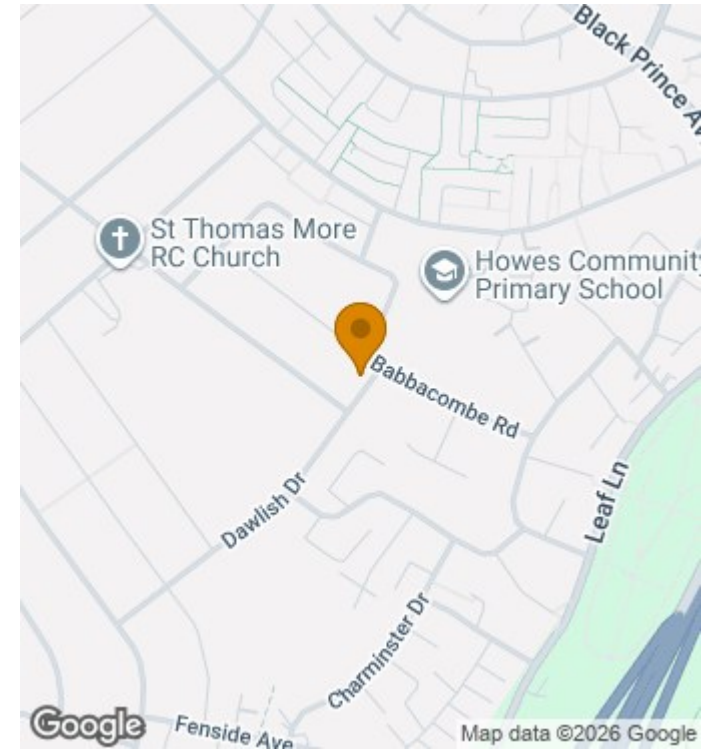 Black Prince Av
St Thomas More
RC Church
Howes Community
Primary School
Babbacombe Rd
Dawlish Dr
Leaf Ln
Charminster Dr
Fenside Ave
Google
Map data ©2026 Google